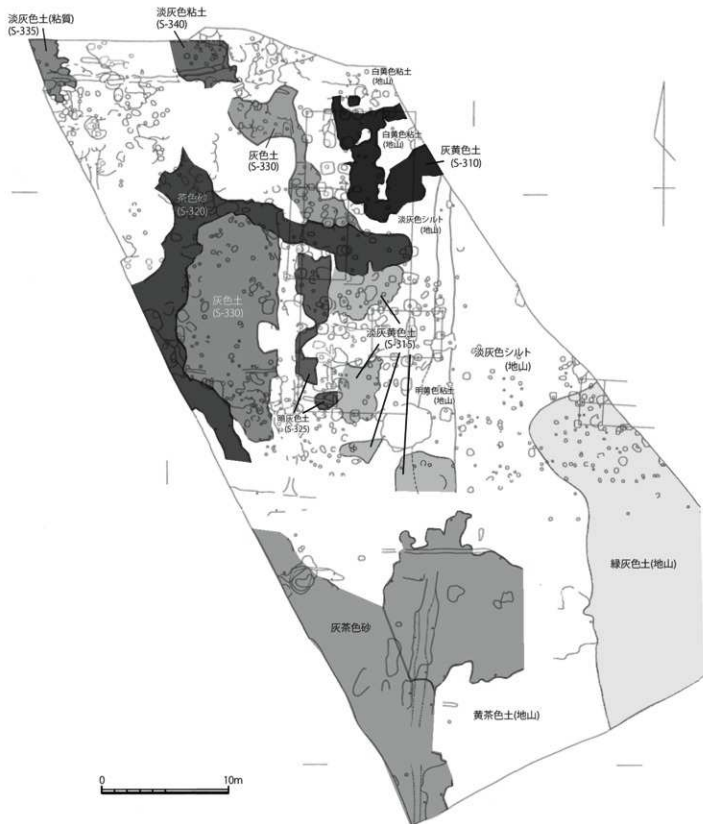 淡灰色土(粘質)
(S-335)
淡灰色粘土
(S-340)
白黄色粘土
(地山)
白黄色粘土
(地山)
灰黄色土
(S-310)
灰色土
(S-330)
茶色砂
(S-320)
淡灰色シルト
(地山)
灰色土
(S-330)
淡灰黄色土
(S-315)
淡灰色シルト
(地山)
明黄色粘土
(地山)
暗灰色土
(S-325)
緑灰色土(地山)
灰茶色砂
黄茶色土(地山)
0 10m